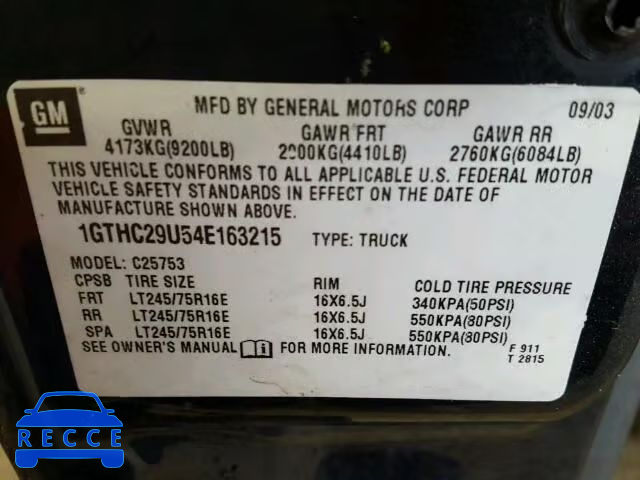 GM
MFD BY GENERAL MOTORS CORP 09/03
GVWR GAWR FRT GAWR RR
4173KG(9200LB) 2000KG(4410LB) 2760KG(6084LB)
THIS VEHICLE CONFORMS TO ALL APPLICABLE U.S. FEDERAL MOTOR
VEHICLE SAFETY STANDARDS IN EFFECT ON THE DATE OF
MANUFACTURE SHOWN ABOVE.
1GTHC29U54E163215 TYPE: TRUCK
MODEL: C25753
CPSB TIRE SIZE RIM COLD TIRE PRESSURE
FRT LT245/75R16E 16X6.5J 340KPA(50PSI)
RR LT245/75R16E 16X6.5J 550KPA(80PSI)
SPA LT245/75R16E 16X6.5J 550KPA(80PSI)
SEE OWNER'S MANUAL FOR MORE INFORMATION.
F 911
T 2815
RECCE